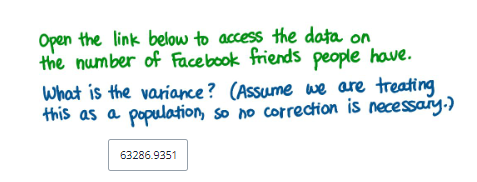 Open the link below to access the data on
the number of Facebook friends people have.
What is the variance? (Assume we are treating
this as a population, so no correction is necessary.)
63286.9351